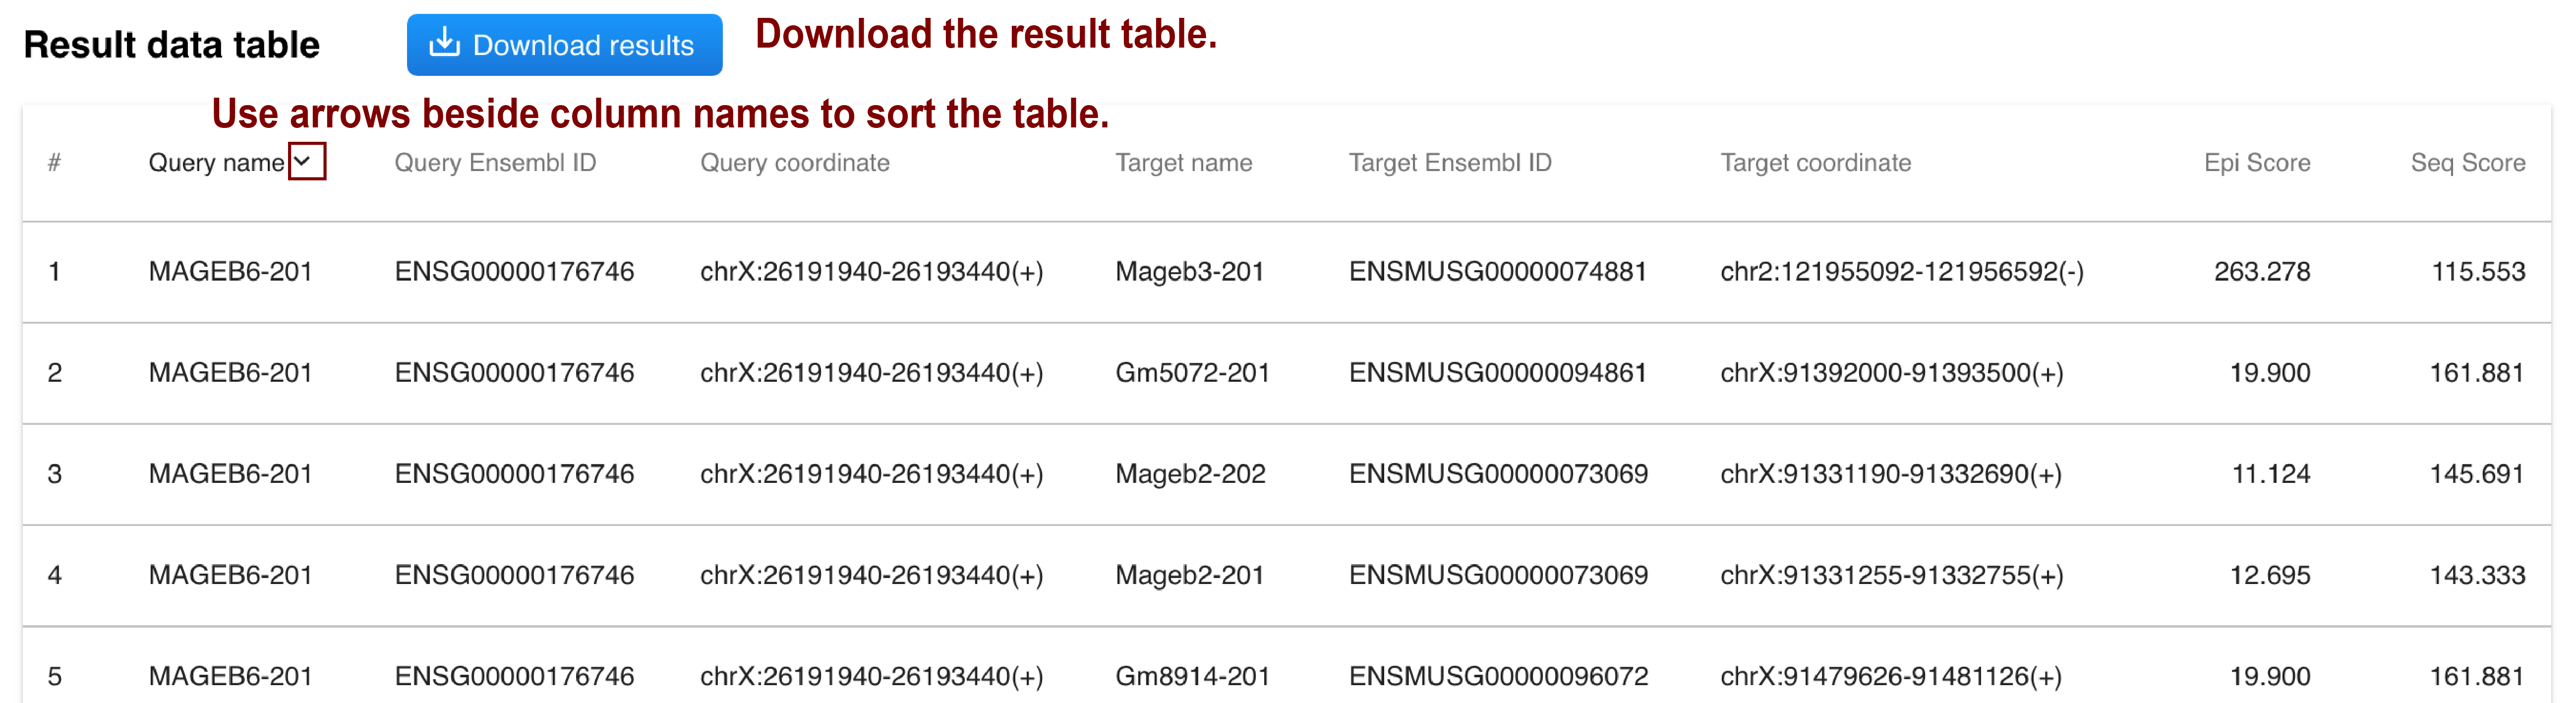 Result data table Download results Download the result table.
Use arrows beside column names to sort the table.
# Query name Query Ensembl ID Query coordinate Target name Target Ensembl ID Target coordinate Epi Score Seq Score
1 MAGEB6-201 ENSG00000176746 chrX:26191940-26193440(+) Mageb3-201 ENSMUSG00000074881 chr2:121955092-121956592(-) 263.278 115.553
2 MAGEB6-201 ENSG00000176746 chrX:26191940-26193440(+) Gm5072-201 ENSMUSG00000094861 chrX:91392000-91393500(+) 19.900 161.881
3 MAGEB6-201 ENSG00000176746 chrX:26191940-26193440(+) Mageb2-202 ENSMUSG00000073069 chrX:91331190-91332690(+) 11.124 145.691
4 MAGEB6-201 ENSG00000176746 chrX:26191940-26193440(+) Mageb2-201 ENSMUSG00000073069 chrX:91331255-91332755(+) 12.695 143.333
5 MAGEB6-201 ENSG00000176746 chrX:26191940-26193440(+) Gm8914-201 ENSMUSG00000096072 chrX:91479626-91481126(+) 19.900 161.881